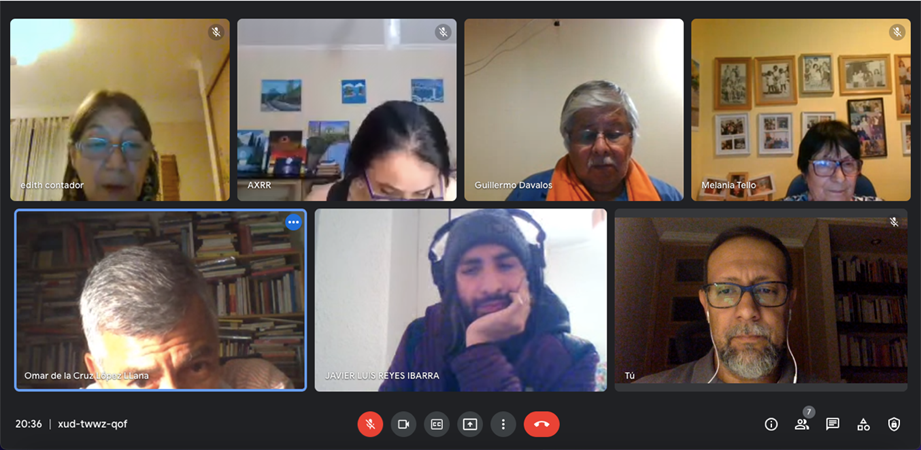 edith contador
AXRR
Guillermo Davalos
Melania Tello
Omar de la Cruz López Llana
JAVIER LUIS REYES IBARRA
Tú
7
20:36 | xud-twwz-qof
CC